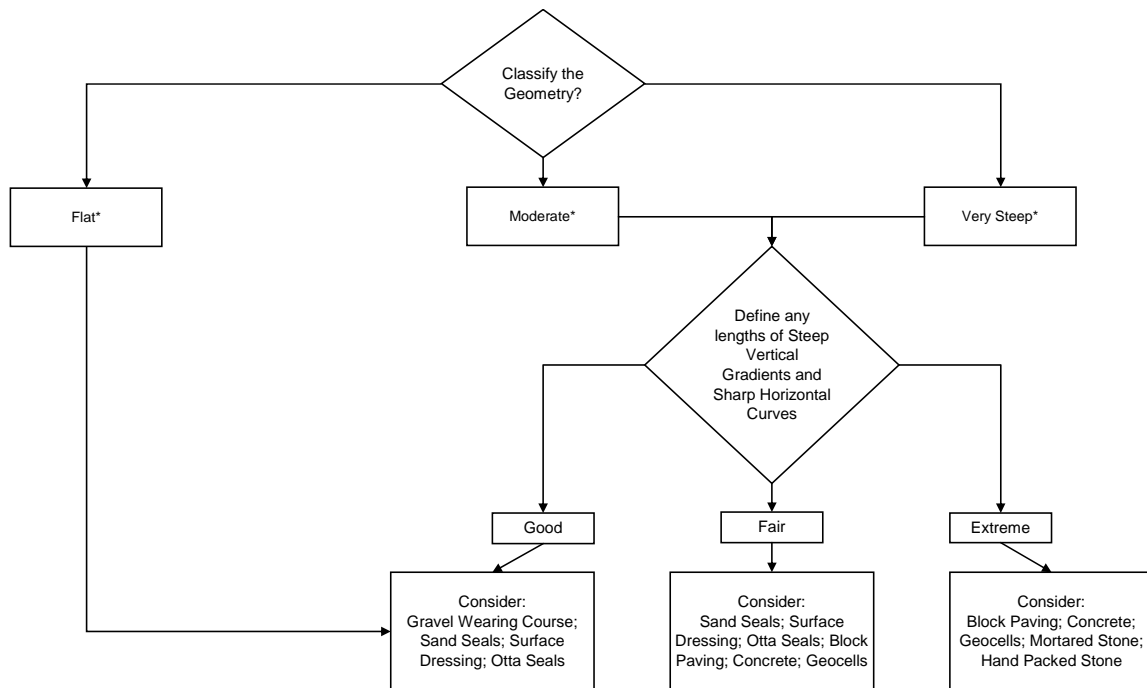 Classify the
Geometry?
Flat*
Moderate*
Very Steep*
Define any
lengths of Steep
Vertical
Gradients and
Sharp Horizontal
Curves
Good
Fair
Extreme
Consider:
Gravel Wearing Course;
Sand Seals; Surface
Dressing; Otta Seals
Consider:
Sand Seals; Surface
Dressing; Otta Seals; Block
Paving; Concrete; Geocells
Consider:
Block Paving; Concrete;
Geocells; Mortared Stone;
Hand Packed Stone